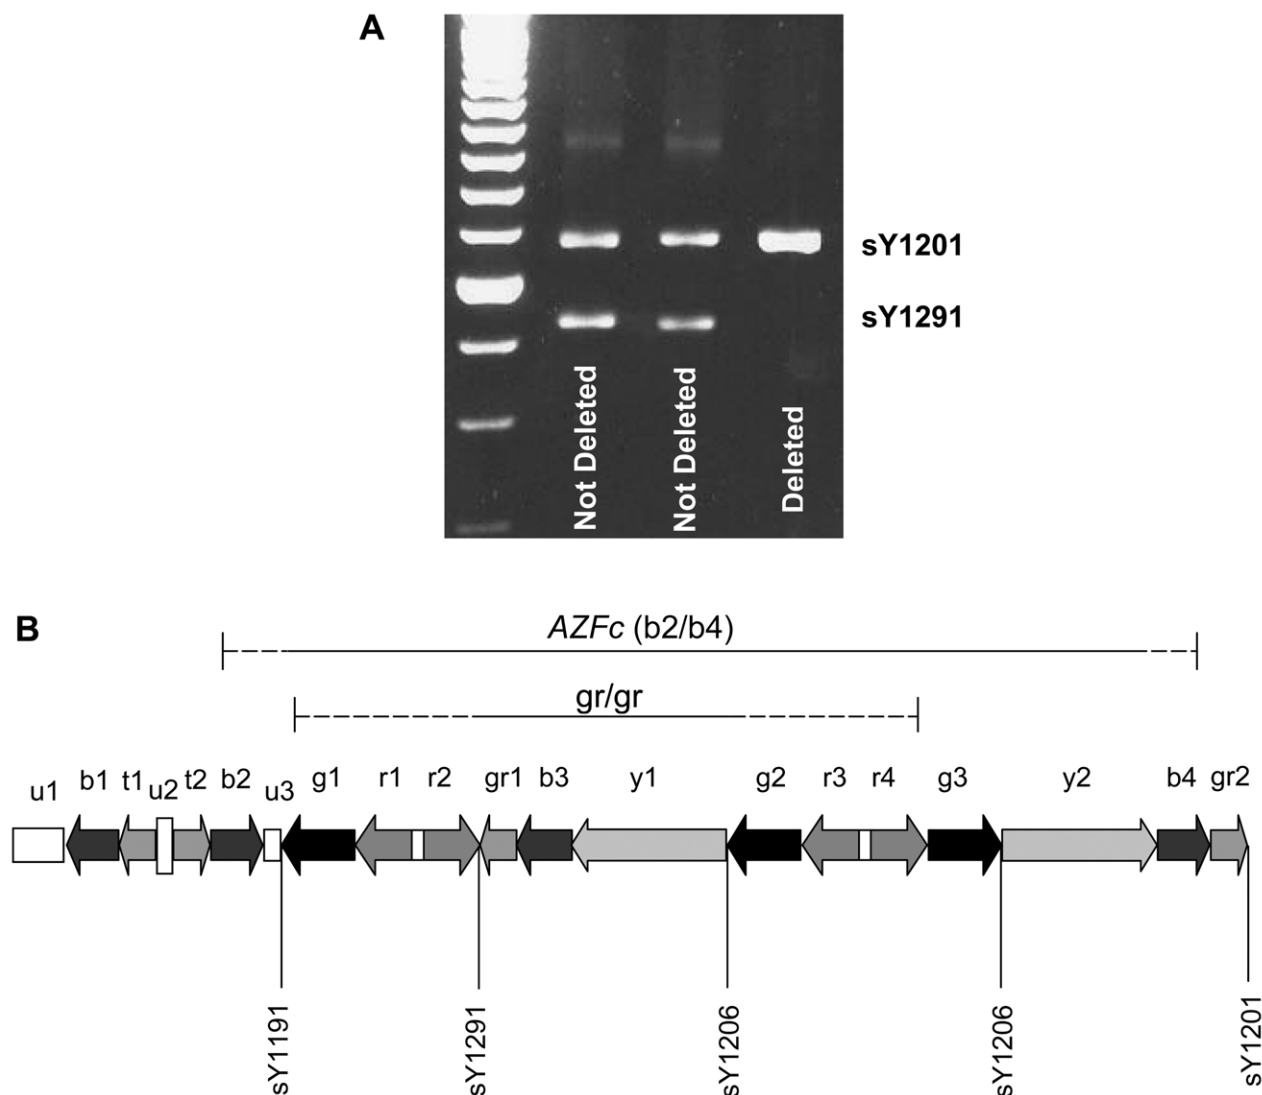 A
sY1201
sY1291
Not Deleted
Not Deleted
Deleted
B
AZFc (b2/b4)
gr/gr
u1 b1 t1 u2 t2 b2 u3 g1 r1 r2 gr1 b3 y1 g2 r3 r4 g3 y2 b4 gr2
sY1191
sY1291
sY1206
sY1206
sY1201